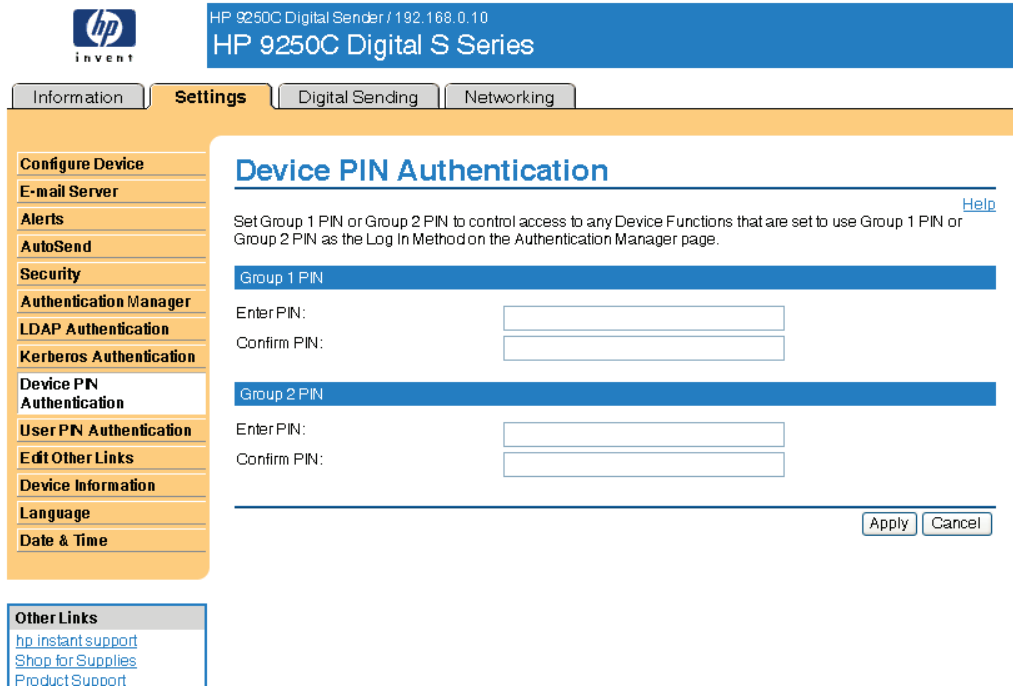 hp
invent
HP 9250C Digital Sender / 192.168.0.10
HP 9250C Digital S Series
Information
Settings
Digital Sending
Networking
Configure Device
E-mail Server
Alerts
AutoSend
Security
Authentication Manager
LDAP Authentication
Kerberos Authentication
Device PIN
Authentication
User PIN Authentication
Edit Other Links
Device Information
Language
Date & Time
Other Links
hp instant support
Shop for Supplies
Product Support
Device PIN Authentication
Help
Set Group 1 PIN or Group 2 PIN to control access to any Device Functions that are set to use Group 1 PIN or
Group 2 PIN as the Log In Method on the Authentication Manager page.
Group 1 PIN
Enter PIN:
Confirm PIN:
Group 2 PIN
Enter PIN:
Confirm PIN:
Apply
Cancel